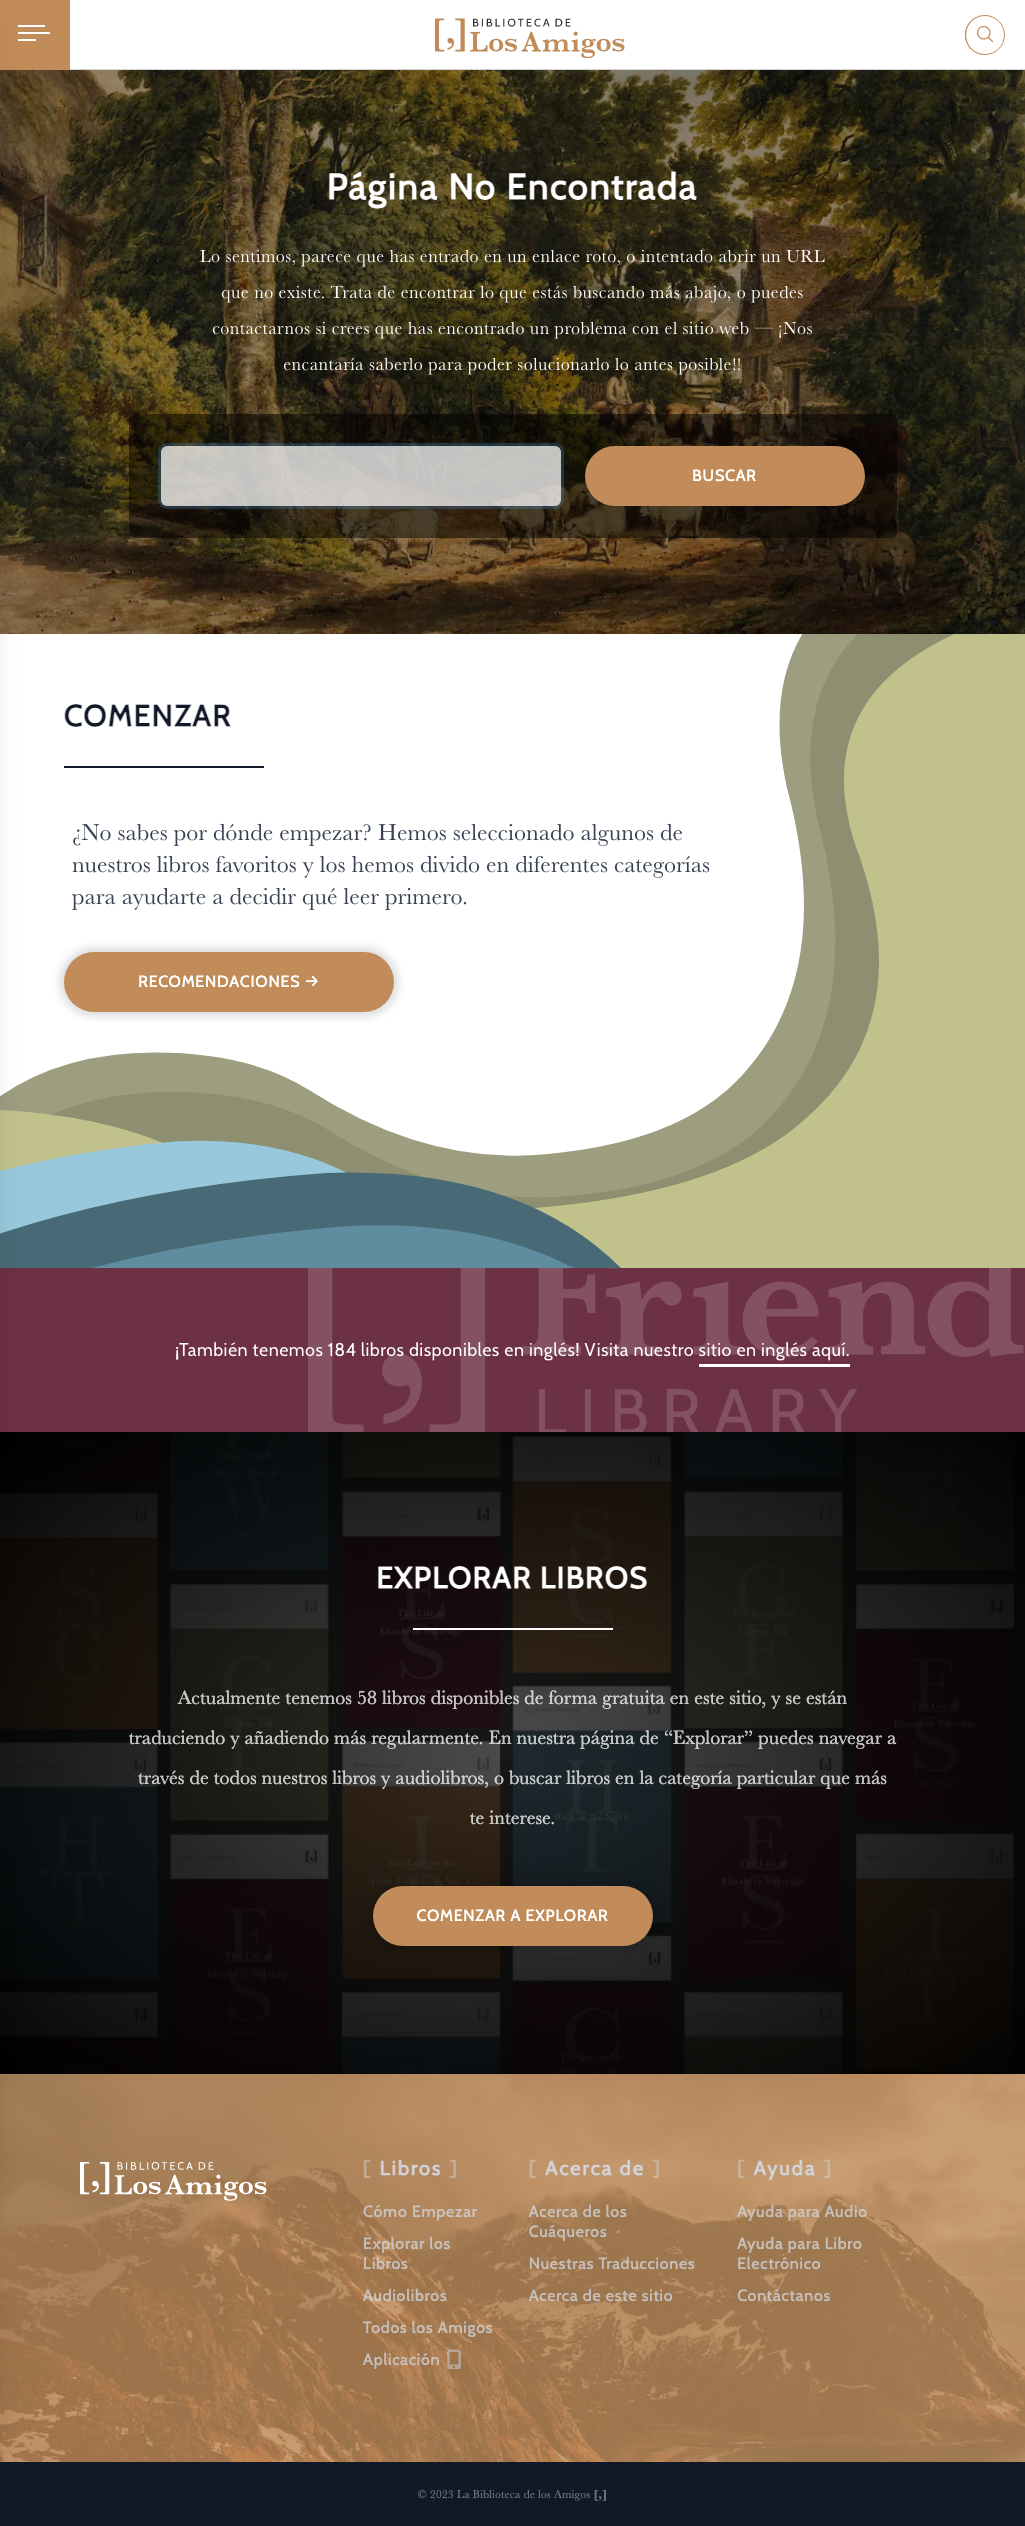 BIBLIOTECA DE
[,] Los Amigos
Página No Encontrada
Lo sentimos, parece que has entrado en un enlace roto, o intentado abrir un URL
que no existe. Trata de encontrar lo que estás buscando más abajo, o puedes
contactarnos si crees que has encontrado un problema con el sitio web — ¡Nos
encantaría saberlo para poder solucionarlo lo antes posible!!
BUSCAR
COMENZAR
¿No sabes por dónde empezar? Hemos seleccionado algunos de
nuestros libros favoritos y los hemos divido en diferentes categorías
para ayudarte a decidir qué leer primero.
RECOMENDACIONES →
[,] Friend
LIBRARY
¡También tenemos 184 libros disponibles en inglés! Visita nuestro sitio en inglés aquí.
EXPLORAR LIBROS
Actualmente tenemos 58 libros disponibles de forma gratuita en este sitio, y se están
traduciendo y añadiendo más regularmente. En nuestra página de “Explorar” puedes navegar a
través de todos nuestros libros y audiolibros, o buscar libros en la categoría particular que más
te interese.
COMENZAR A EXPLORAR
BIBLIOTECA DE
[,] Los Amigos
[ Libros ]
Cómo Empezar
Explorar los
Libros
Audiolibros
Todos los Amigos
Aplicación
[ Acerca de ]
Acerca de los
Cuáqueros
Nuestras Traducciones
Acerca de este sitio
[ Ayuda ]
Ayuda para Audio
Ayuda para Libro
Electrónico
Contáctanos
© 2023 La Biblioteca de los Amigos [,]